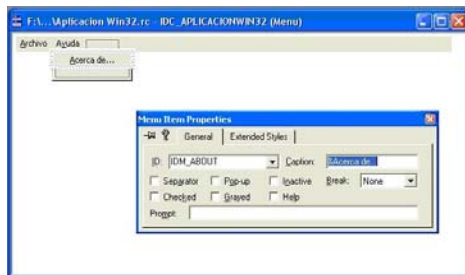 F:\...\Aplicacion Win32.rc - IDC_APLICACIONWIN32 (Menu)
Archivo Ayuda
Acerca de...
Menu Item Properties
General Extended Styles
ID: IDM_ABOUT Caption: &Acerca de...
Separator Pop-up Inactive Break: None
Checked Grayed Help
Prompt: